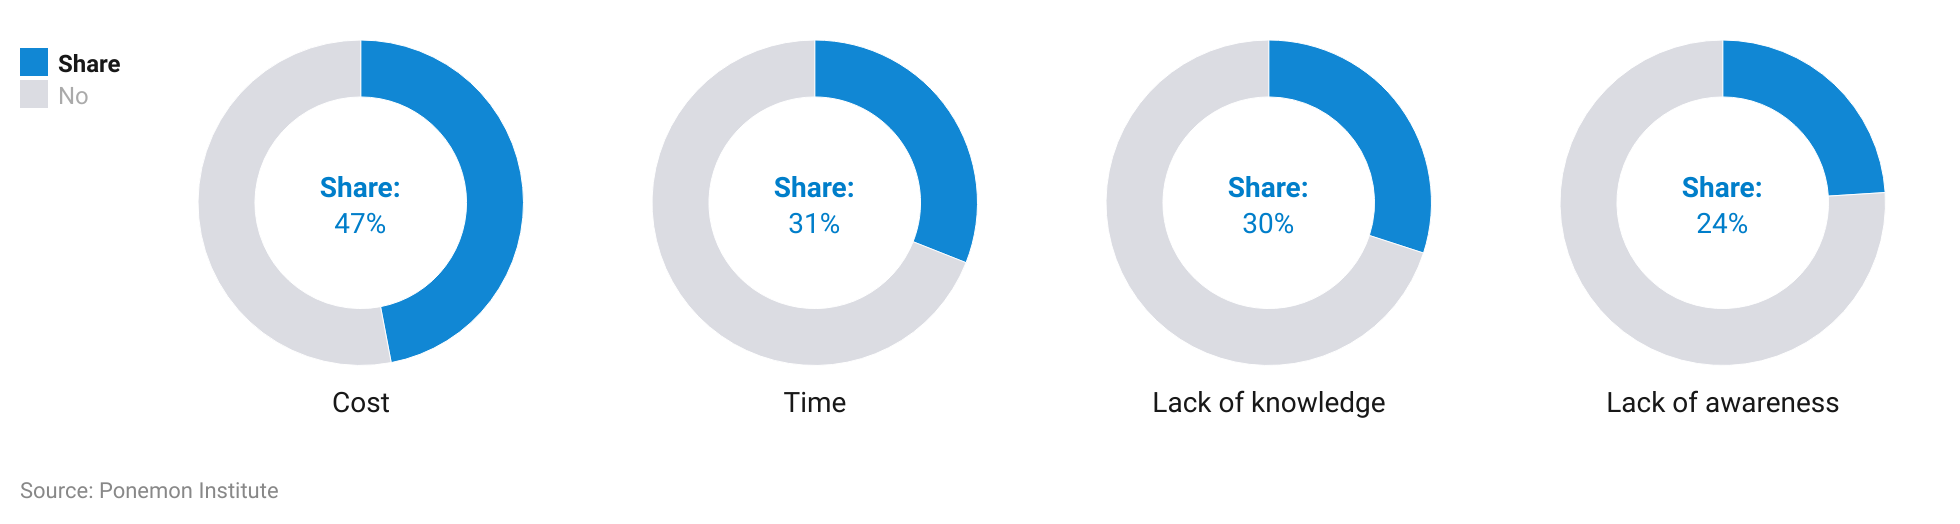 Share
No
Share:
47%
Cost
Share:
31%
Time
Share:
30%
Lack of knowledge
Share:
24%
Lack of awareness
Source: Ponemon Institute